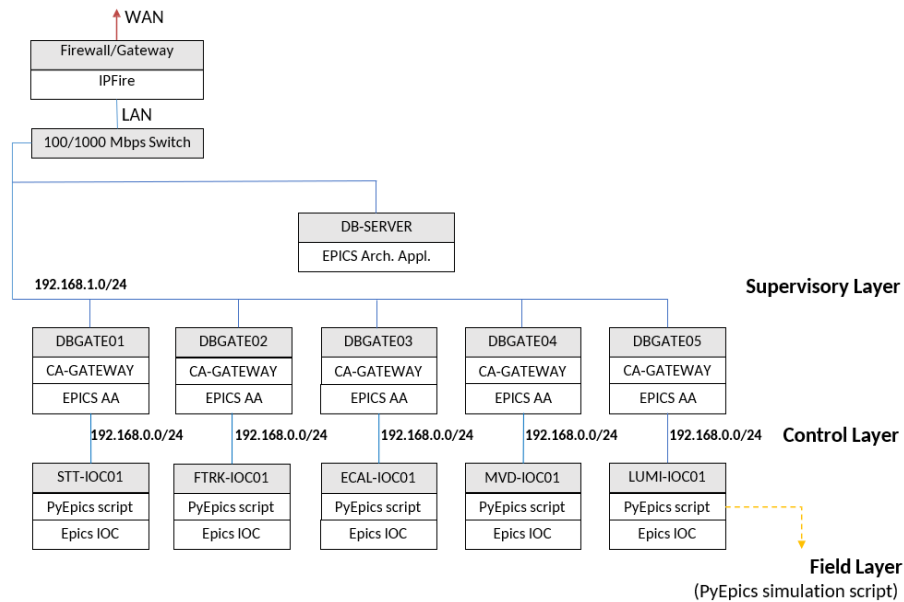 WAN
Firewall/Gateway
IPFire
LAN
100/1000 Mbps Switch
DB-SERVER
EPICS Arch. Appl.
192.168.1.0/24
Supervisory Layer
DBGATE01 DBGATE02 DBGATE03 DBGATE04 DBGATE05
CA-GATEWAY CA-GATEWAY CA-GATEWAY CA-GATEWAY CA-GATEWAY
EPICS AA EPICS AA EPICS AA EPICS AA EPICS AA
192.168.0.0/24 192.168.0.0/24 192.168.0.0/24 192.168.0.0/24 192.168.0.0/24 Control Layer
STT-IOC01 FTRK-IOC01 ECAL-IOC01 MVD-IOC01 LUMI-IOC01
PyEpics script PyEpics script PyEpics script PyEpics script PyEpics script
Epics IOC Epics IOC Epics IOC Epics IOC Epics IOC
Field Layer
(PyEpics simulation script)